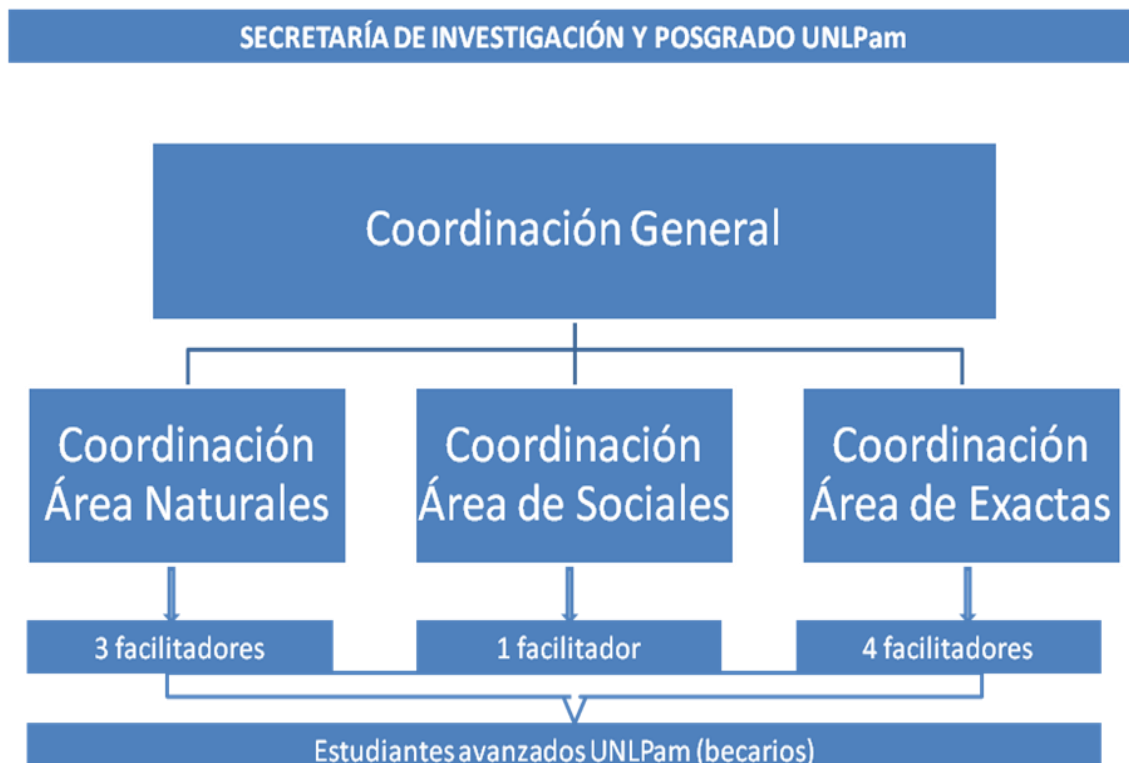 SECRETARÍA DE INVESTIGACIÓN Y POSGRADO UNLPam
Coordinación General
Coordinación
Área Naturales
Coordinación
Área de Sociales
Coordinación
Área de Exactas
3 facilitadores
1 facilitador
4 facilitadores
Estudiantes avanzados UNLPam (becarios)